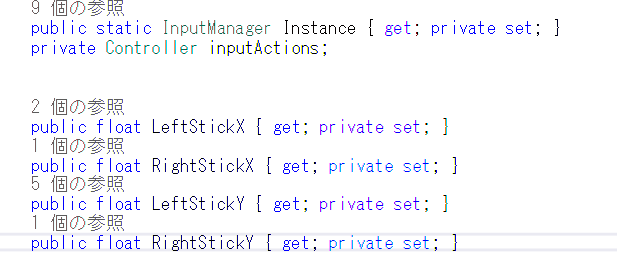 9 個の参照
public static InputManager Instance { get; private set; }
private Controller inputActions;
2 個の参照
public float LeftStickX { get; private set; }
1 個の参照
public float RightStickX { get; private set; }
5 個の参照
public float LeftStickY { get; private set; }
1 個の参照
public float RightStickY { get; private set; }